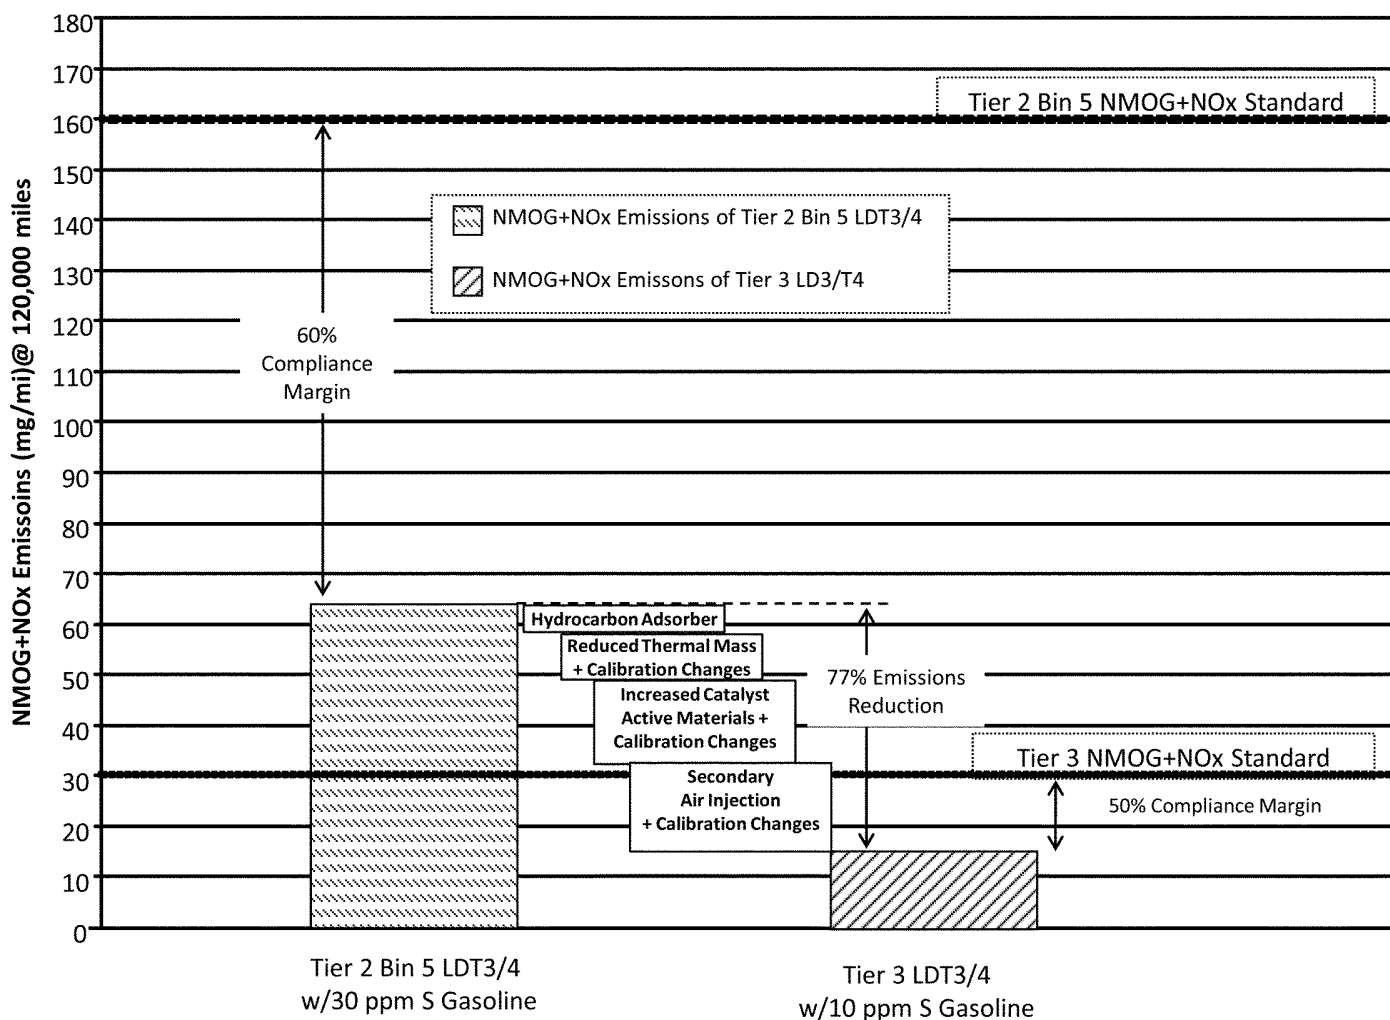 180
170
160
150
140
130
120
110
100
90
80
70
60
50
40
30
20
10
0
NMOG+NOx Emissoins (mg/mi)@ 120,000 miles
Tier 2 Bin 5 NMOG+NOx Standard
NMOG+NOx Emissions of Tier 2 Bin 5 LDT3/4
NMOG+NOx Emissons of Tier 3 LD3/T4
60%
Compliance
Margin
Hydrocarbon Adsorber
Reduced Thermal Mass
+ Calibration Changes
Increased Catalyst
Active Materials +
Calibration Changes
Secondary
Air Injection
+ Calibration Changes
77% Emissions
Reduction
Tier 3 NMOG+NOx Standard
50% Compliance Margin
Tier 2 Bin 5 LDT3/4
w/30 ppm S Gasoline
Tier 3 LDT3/4
w/10 ppm S Gasoline